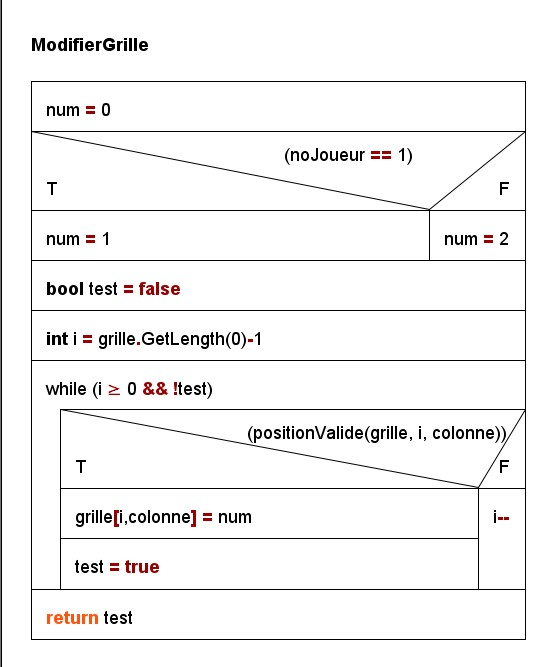 ModifierGrille
num = 0
(noJoueur == 1)
T F
num = 1 num = 2
bool test = false
int i = grille.GetLength(0)-1
while (i ≥ 0 && !test)
(positionValide(grille, i, colonne))
T F
grille[i,colonne] = num i--
test = true
return test